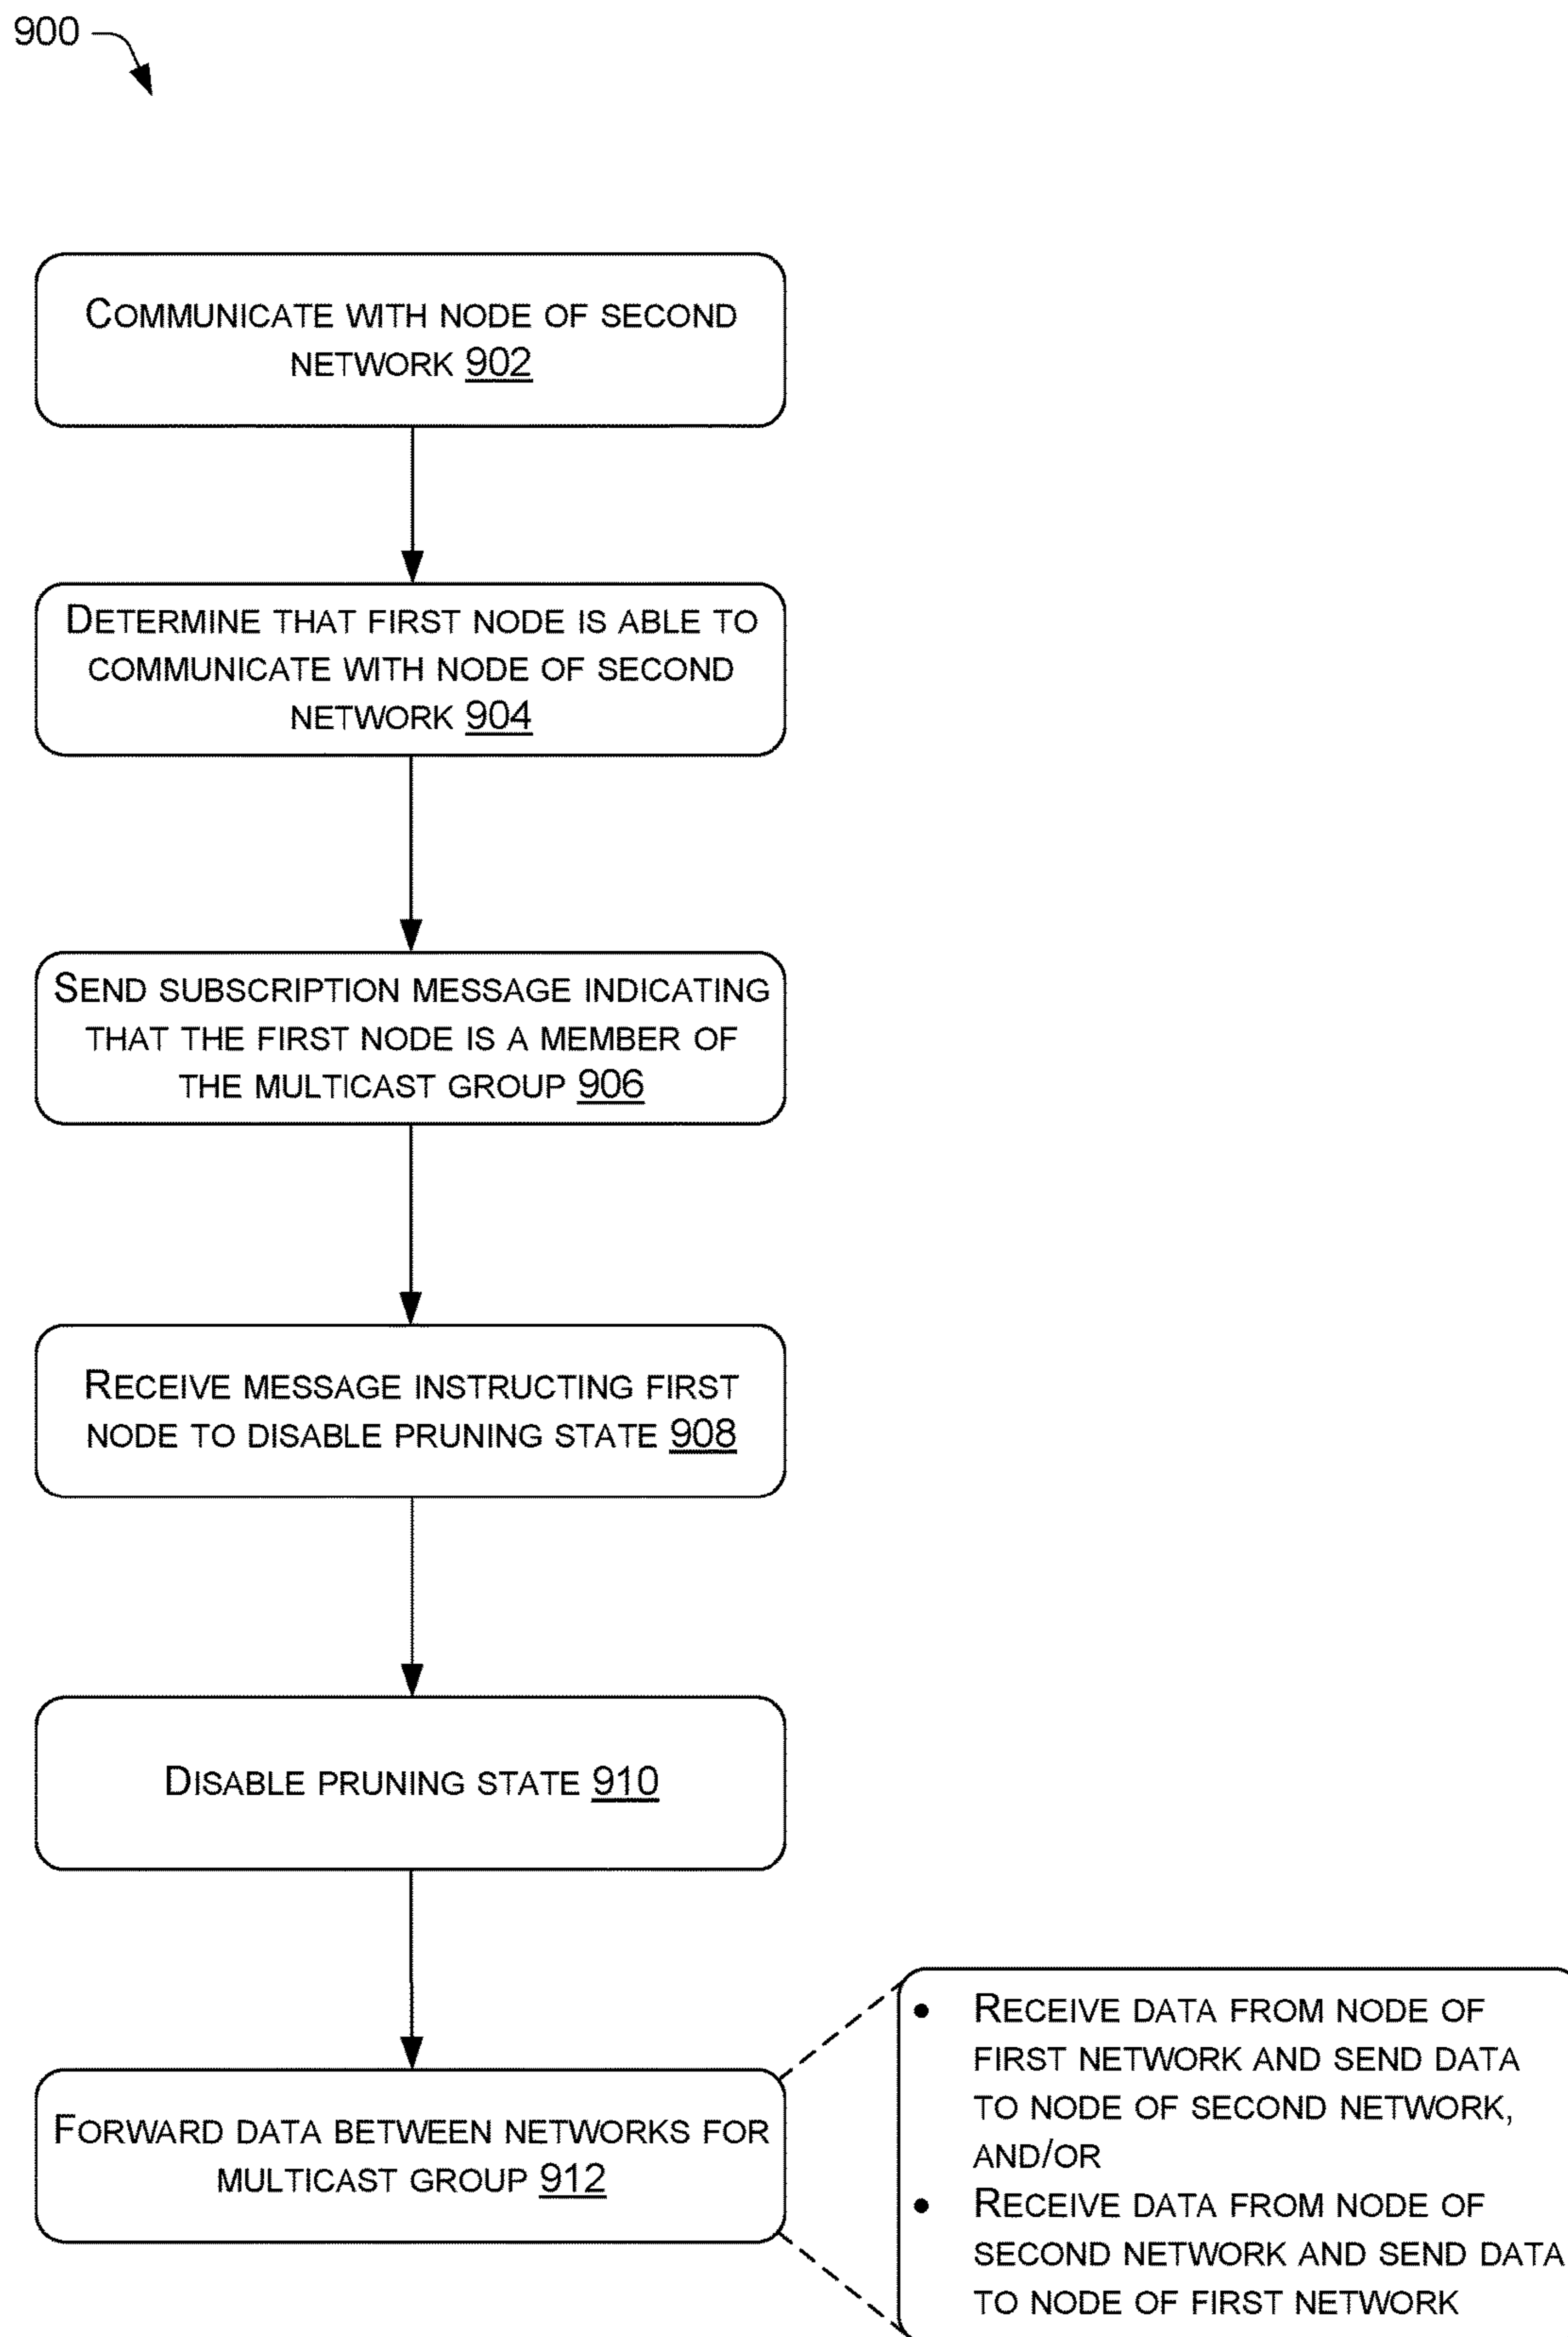 900
COMMUNICATE WITH NODE OF SECOND
NETWORK 902
DETERMINE THAT FIRST NODE IS ABLE TO
COMMUNICATE WITH NODE OF SECOND
NETWORK 904
SEND SUBSCRIPTION MESSAGE INDICATING
THAT THE FIRST NODE IS A MEMBER OF
THE MULTICAST GROUP 906
RECEIVE MESSAGE INSTRUCTING FIRST
NODE TO DISABLE PRUNING STATE 908
DISABLE PRUNING STATE 910
FORWARD DATA BETWEEN NETWORKS FOR
MULTICAST GROUP 912
• RECEIVE DATA FROM NODE OF
FIRST NETWORK AND SEND DATA
TO NODE OF SECOND NETWORK,
AND/OR
• RECEIVE DATA FROM NODE OF
SECOND NETWORK AND SEND DATA
TO NODE OF FIRST NETWORK